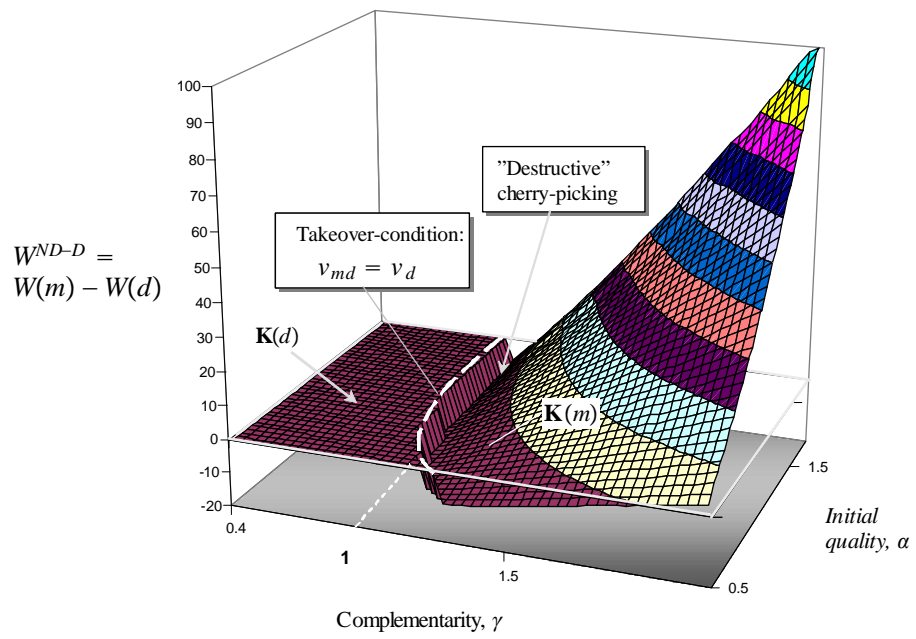 100
90
80
70
60
50
40
30
20
10
0
-10
-20
W^{ND–D} =
W(m) – W(d)
”Destructive”
cherry-picking
Takeover-condition:
v_{md} = v_d
K(d)
K(m)
0.4
1
1.5
Complementarity, γ
0.5
1.5
Initial
quality, α